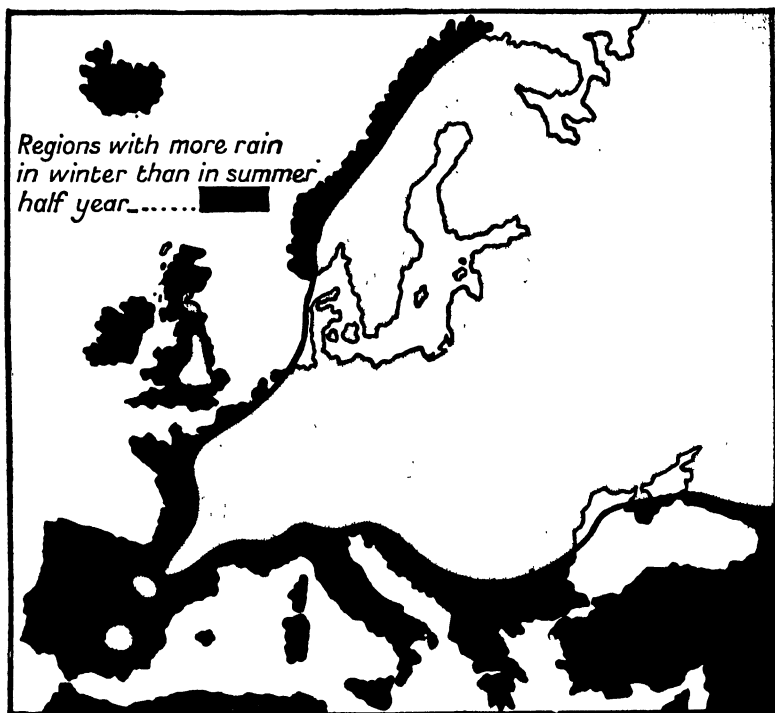 Regions with more rain
in winter than in summer
half year